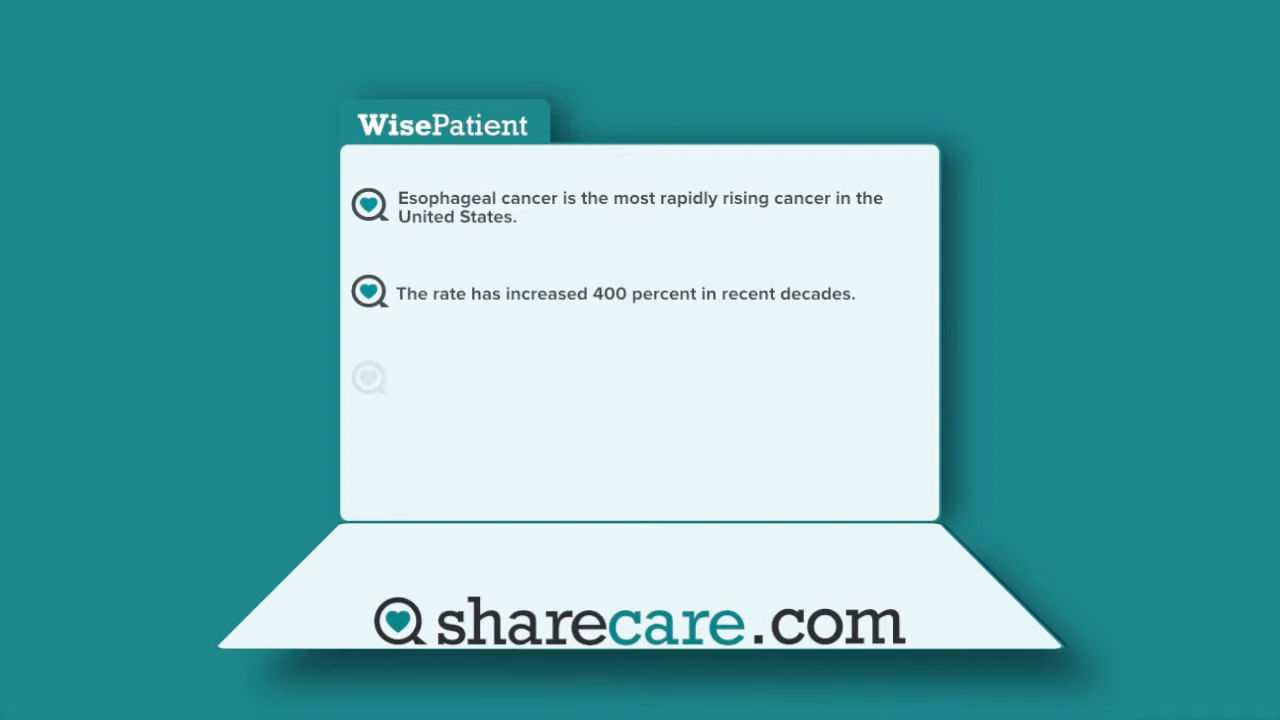 WisePatient
Esophageal cancer is the most rapidly rising cancer in the
United States.
The rate has increased 400 percent in recent decades.
sharecare.com